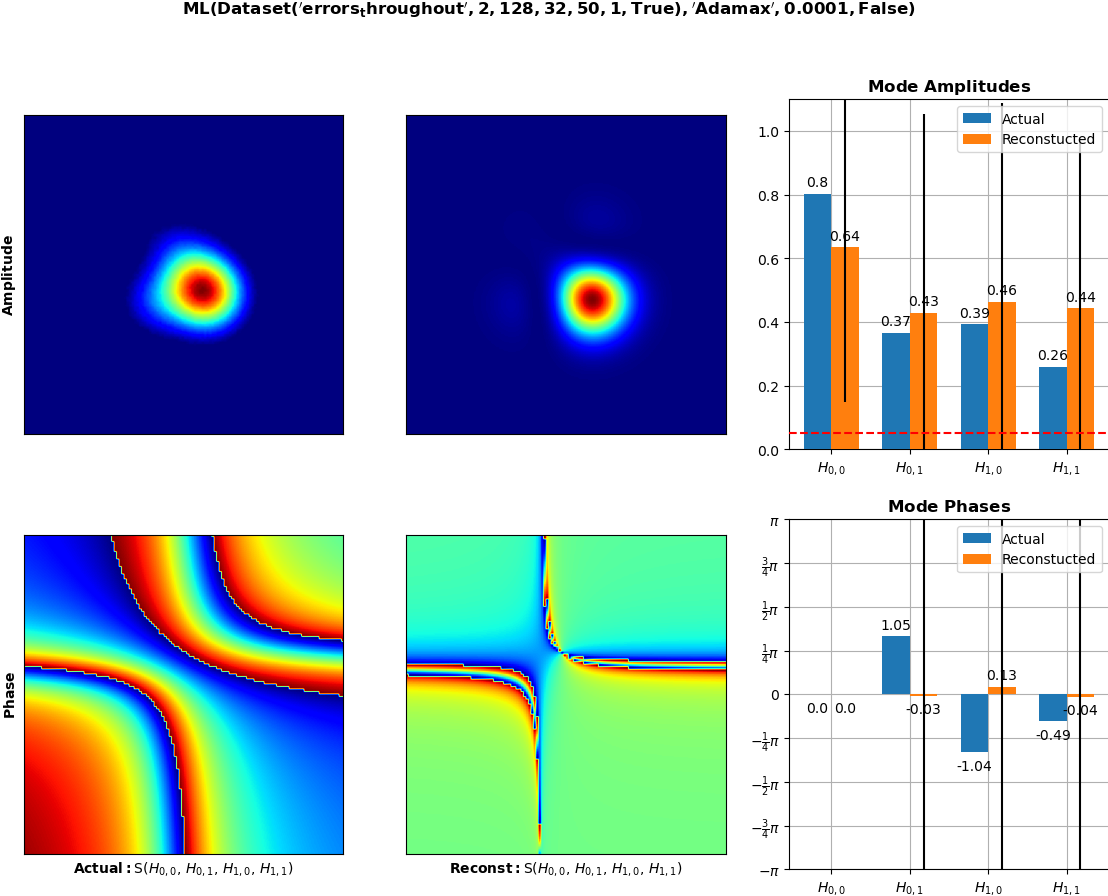 ML(Dataset('errors_throughout', 2, 128, 32, 50, 1, True), 'Adamax', 0.0001, False)
Amplitude
Mode Amplitudes
Actual
Reconstucted
1.0
0.8
0.6
0.4
0.2
0.0
0.8
0.64
0.37
0.43
0.39
0.46
0.26
0.44
H0,0
H0,1
H1,0
H1,1
Phase
Actual: S(H0,0, H0,1, H1,0, H1,1)
Reconst: S(H0,0, H0,1, H1,0, H1,1)
Mode Phases
Actual
Reconstucted
π
3/4π
1/2π
1/4π
0
−1/4π
−1/2π
−3/4π
−π
0.0
0.0
1.05
-0.03
-1.04
0.13
-0.49
-0.04
H0,0
H0,1
H1,0
H1,1